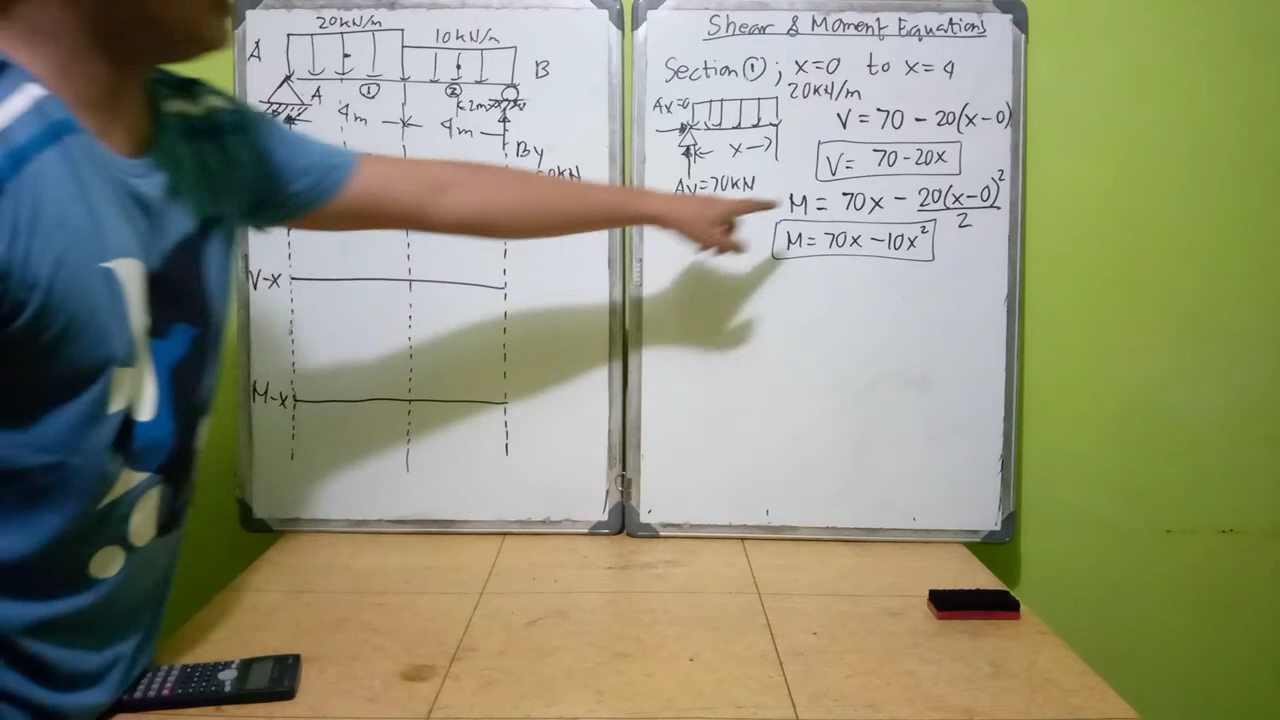 20kN/m
10kN/m
A
B
A
①
②
2m
4m
4m
By
V-x
M-x
Shear & Moment Equations
Section ①; x=0 to x=4
20kN/m
Ax=0
V = 70 - 20(x-0)
x
V= 70-20x
Ay=70KN
M = 70x - 20(x-0)²
2
M=70x-10x²